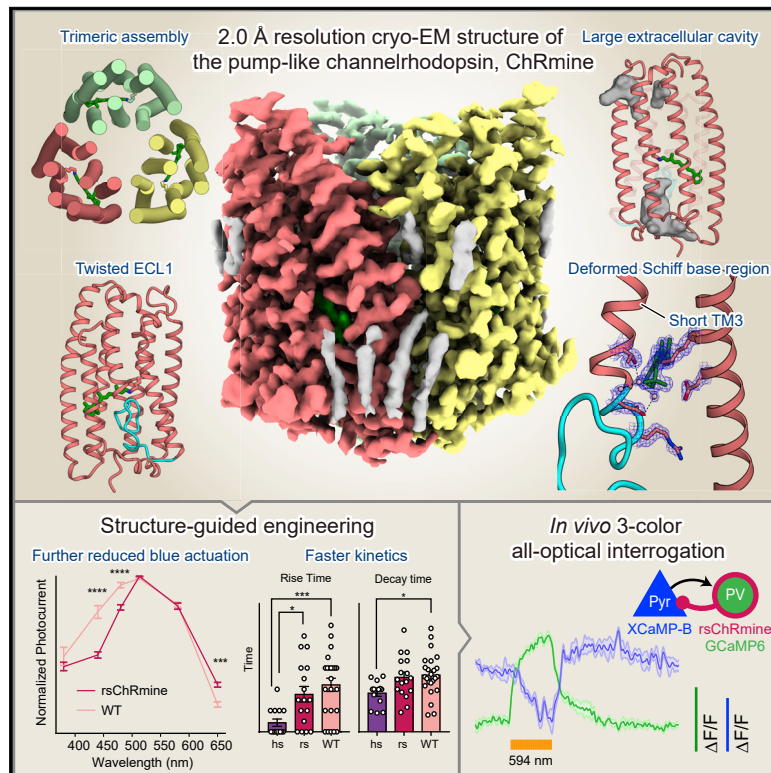 Trimeric assembly
2.0 Å resolution cryo-EM structure of
the pump-like channelrhodopsin, ChRmine
Large extracellular cavity
Twisted ECL1
Deformed Schiff base region
Short TM3
Structure-guided engineering
Further reduced blue actuation
Normalized Photocurrent
****
****
***
rsChRmine
WT
400 450 500 550 600 650
Wavelength (nm)
Faster kinetics
Time
Rise Time
***
*
hs rs WT
Decay time
*
hs rs WT
In vivo 3-color
all-optical interrogation
Pyr
PV
XCaMP-B rsChRmine
GCaMP6
594 nm
ΔF/F
ΔF/F